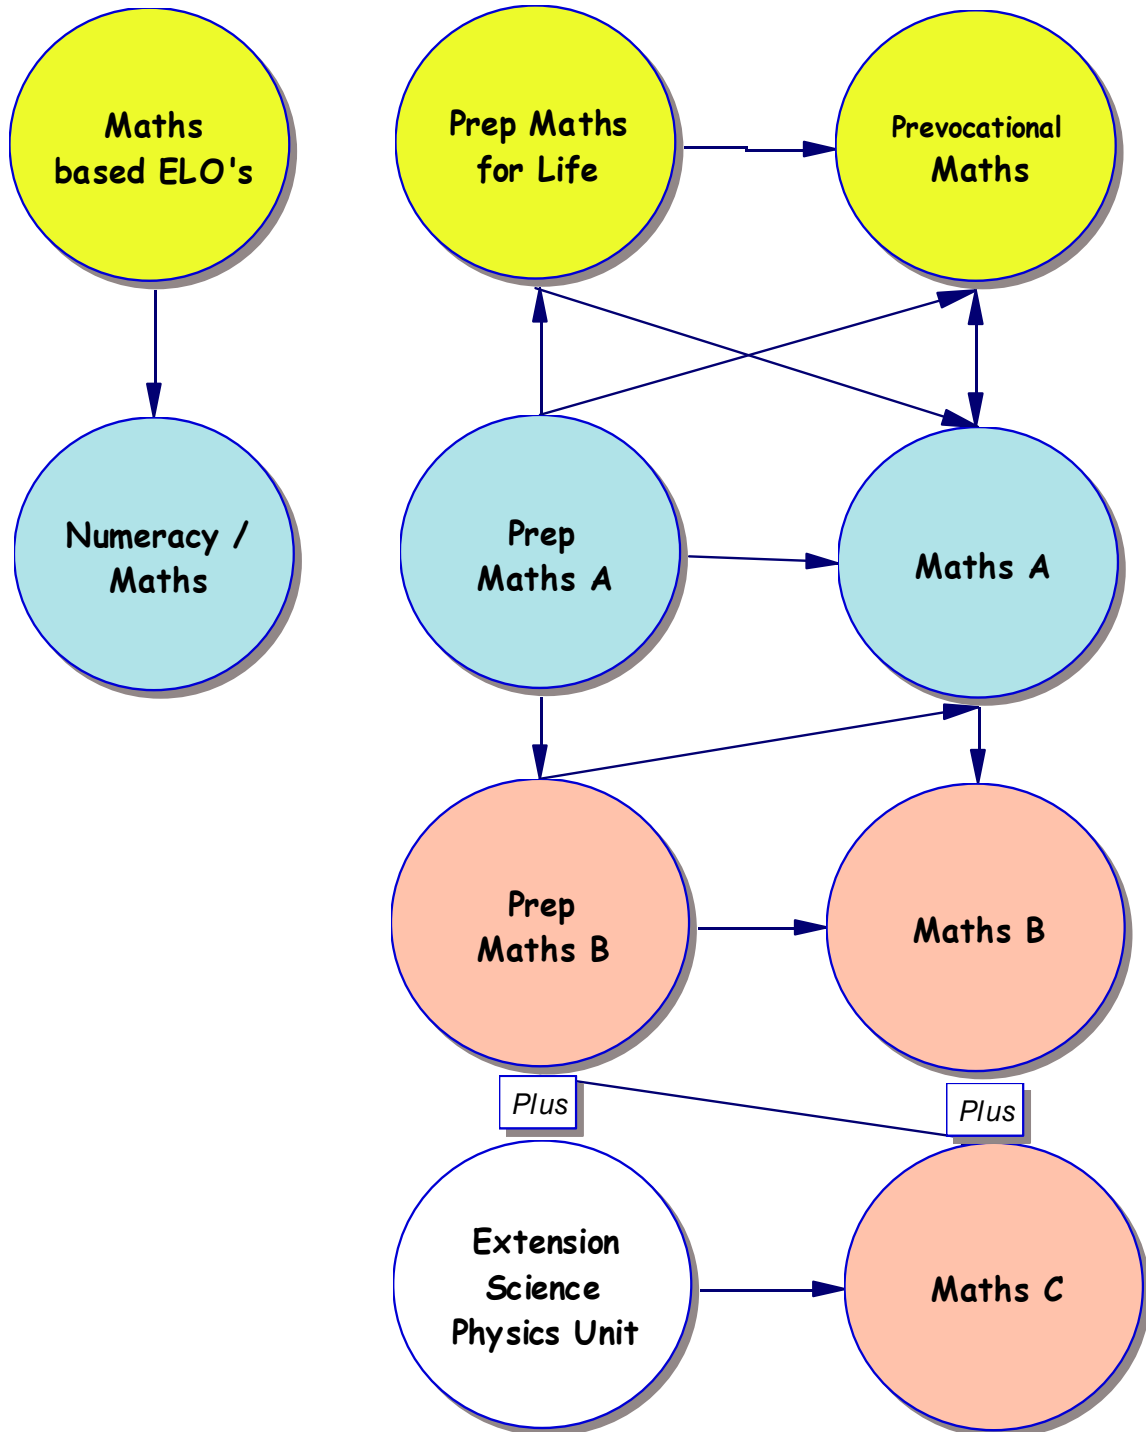 Maths
based ELO's
Prep Maths
for Life
Prevocational
Maths
Numeracy /
Maths
Prep
Maths A
Maths A
Prep
Maths B
Maths B
Plus
Plus
Extension
Science
Physics Unit
Maths C